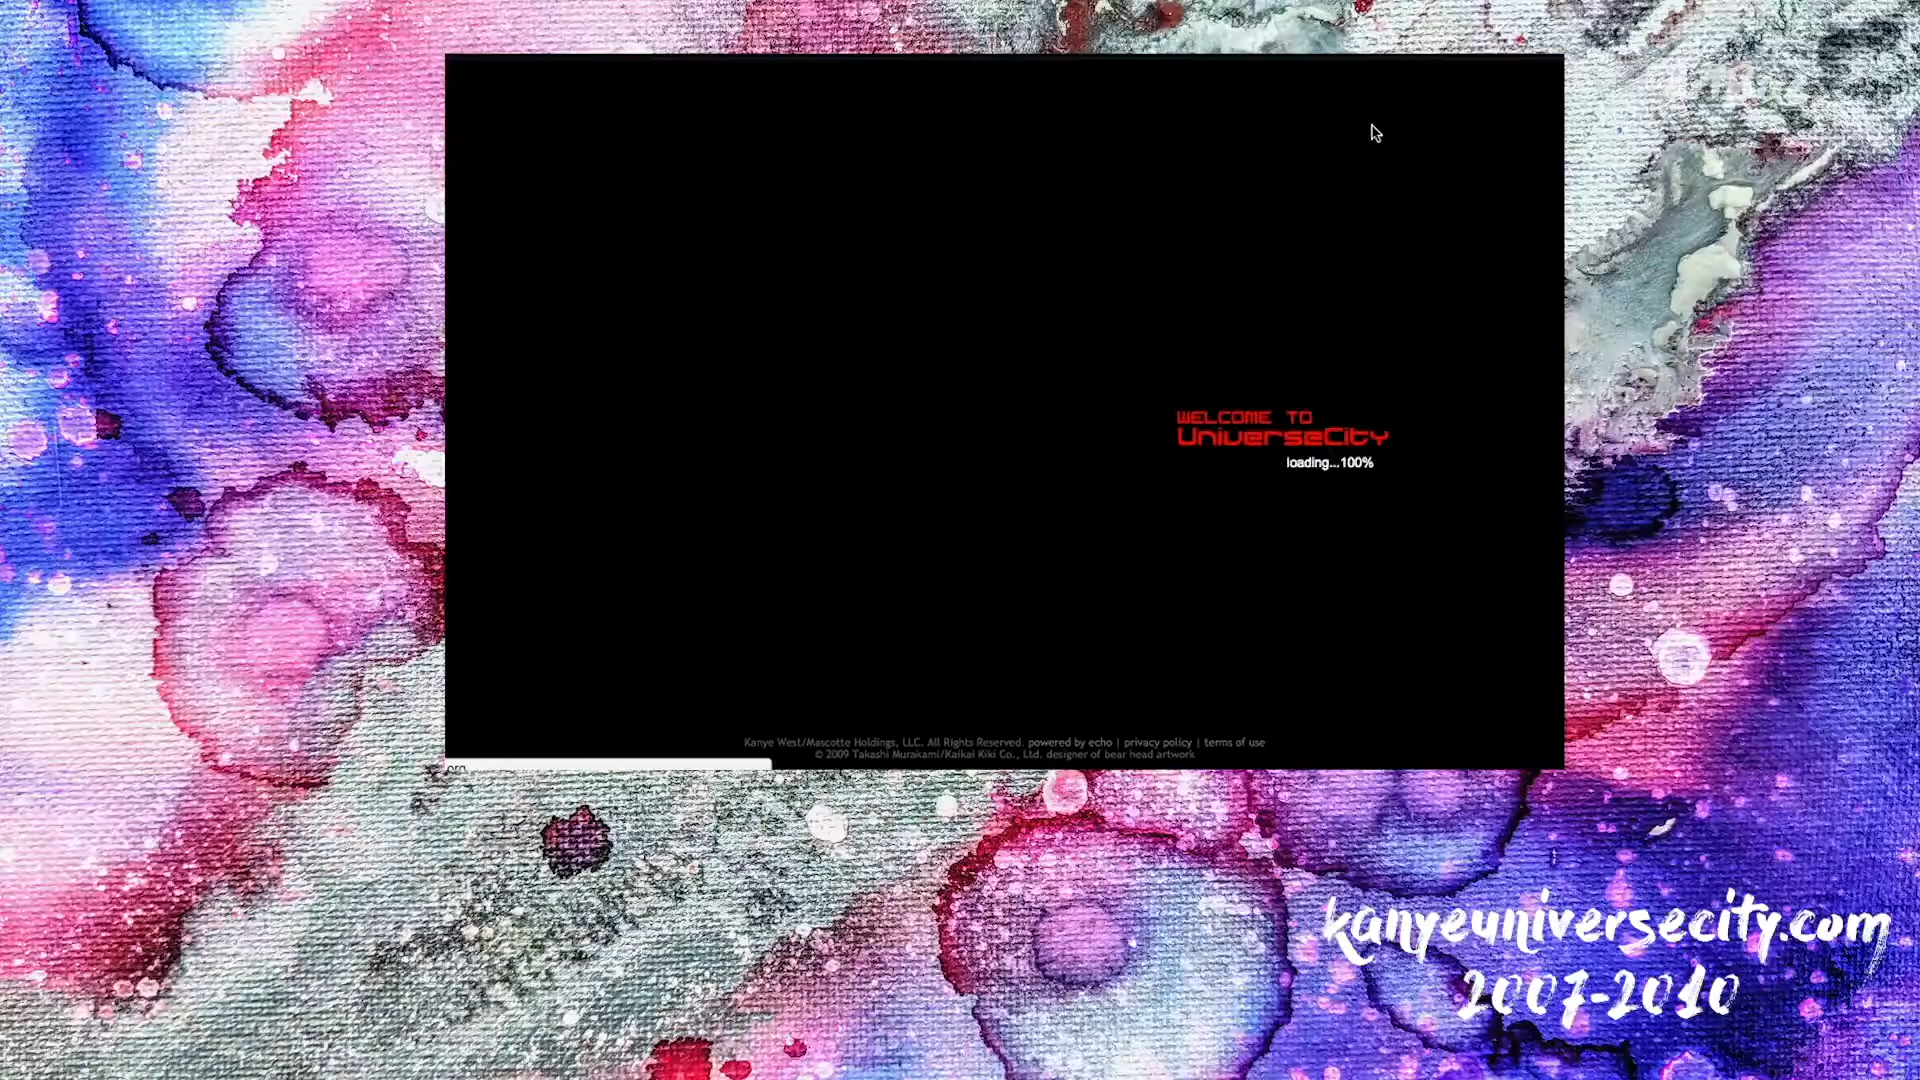 WELCOME TO
UniverseCity
loading...100%
Kanye West/Mascotte Holdings, LLC. All Rights Reserved. powered by echo | privacy policy | terms of use
© 2009 Takashi Murakami/Kaikai Kiki Co., Ltd. designer of bear head artwork
.org
kanyeuniversecity.com
2007-2010